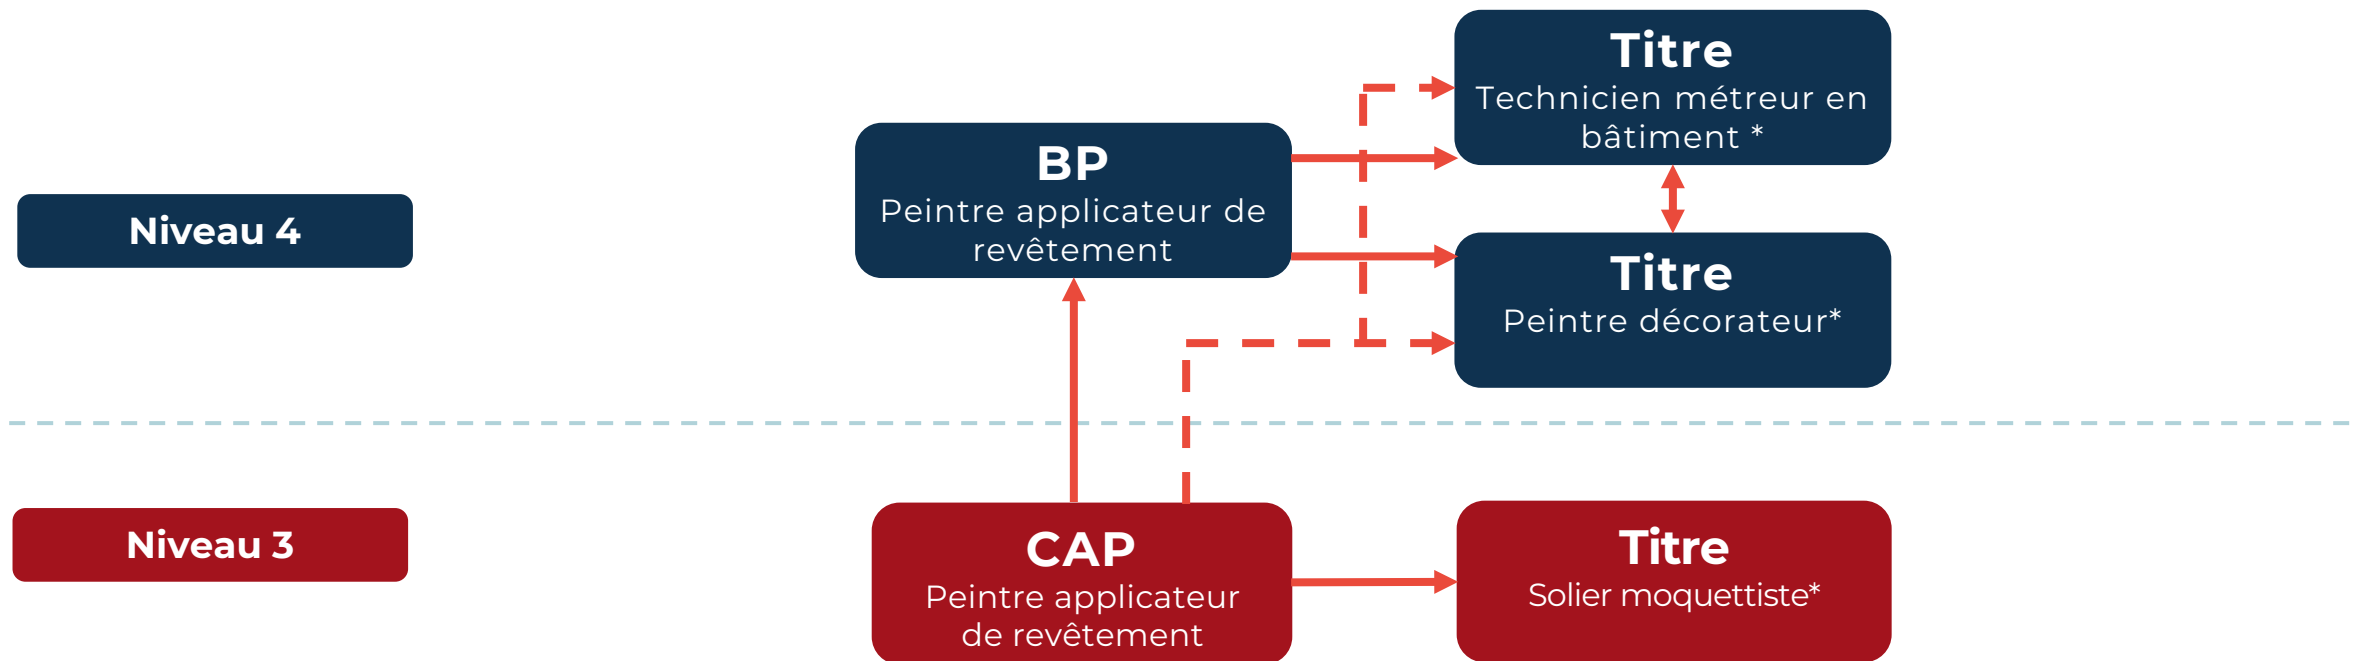 Titre
Technicien métreur en
bâtiment *
BP
Peintre applicateur de
revêtement
Niveau 4
Titre
Peintre décorateur*
Niveau 3
CAP
Peintre applicateur
de revêtement
Titre
Solier moquettiste*